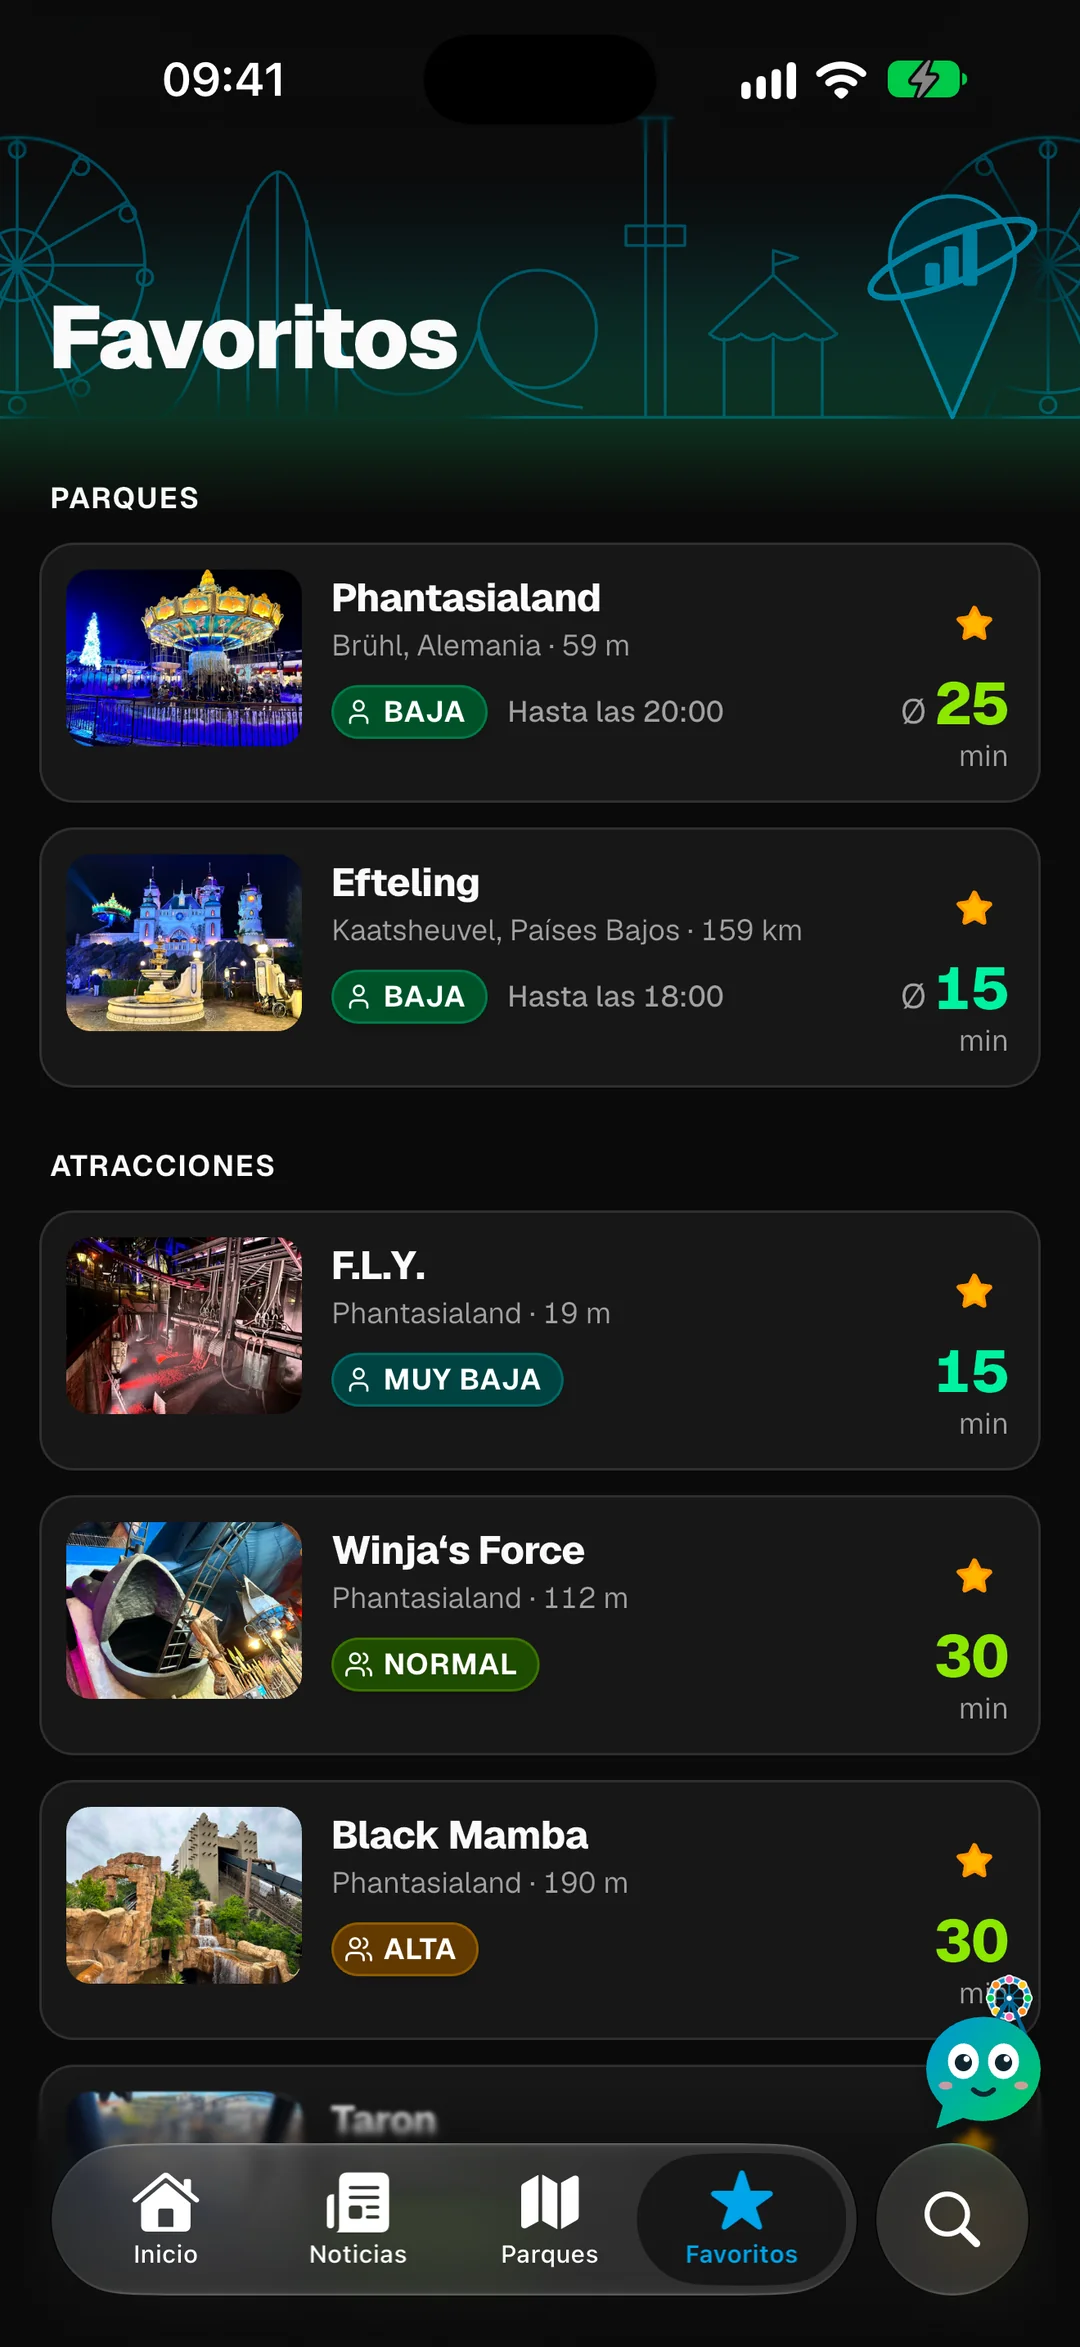 09:41
Favoritos
PARQUES
Phantasialand
Brühl, Alemania · 59 m
BAJA
Hasta las 20:00
Ø 25
min
Efteling
Kaatsheuvel, Países Bajos · 159 km
BAJA
Hasta las 18:00
Ø 15
min
ATRACCIONES
F.L.Y.
Phantasialand · 19 m
MUY BAJA
15
min
Winja‘s Force
Phantasialand · 112 m
NORMAL
30
min
Black Mamba
Phantasialand · 190 m
ALTA
30
min
Taron
Inicio
Noticias
Parques
Favoritos